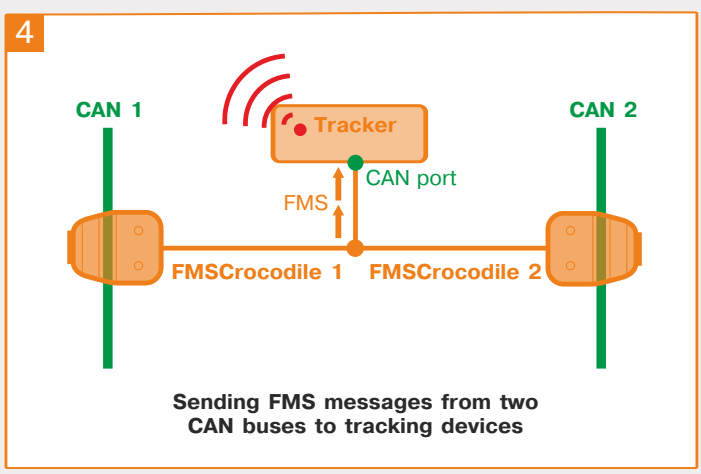 4
CAN 1
CAN 2
Tracker
CAN port
FMS
FMSCrocodile 1
FMSCrocodile 2
Sending FMS messages from two
CAN buses to tracking devices